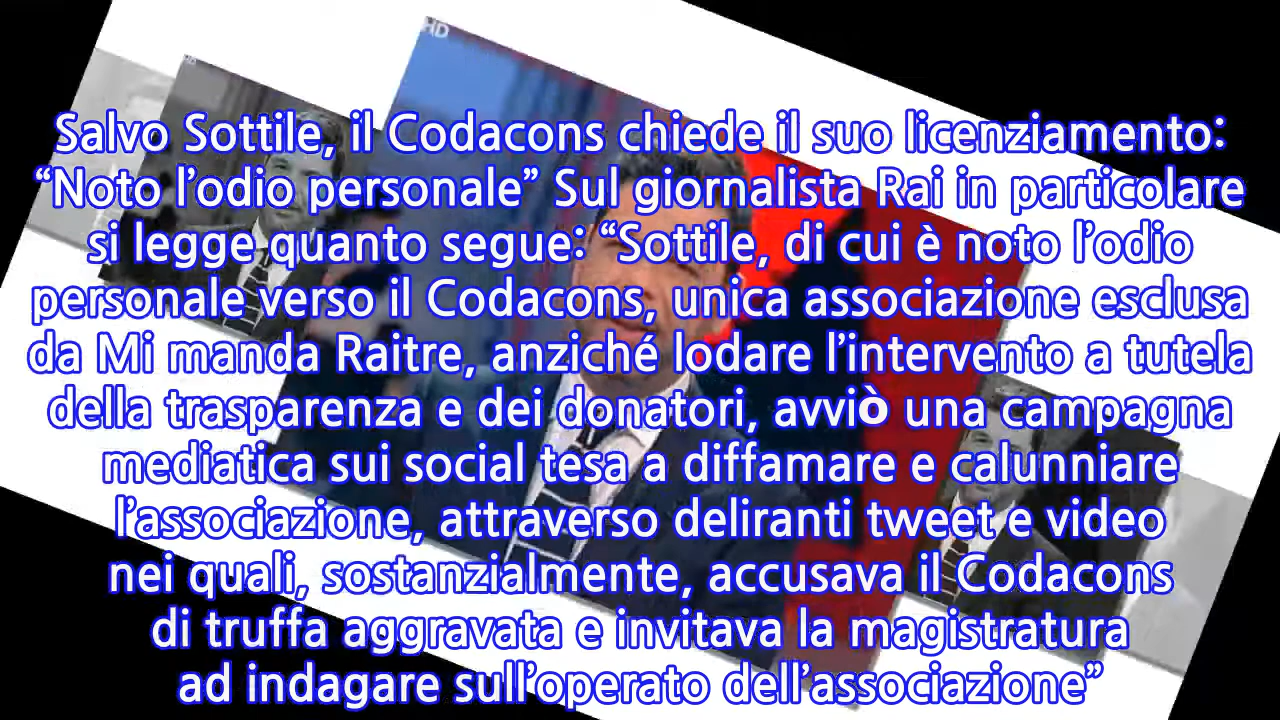 HD
HD
Salvo Sottile, il Codacons chiede il suo licenziamento:
“Noto l’odio personale” Sul giornalista Rai in particolare
si legge quanto segue: “Sottile, di cui è noto l’odio
personale verso il Codacons, unica associazione esclusa
da Mi manda Raitre, anziché lodare l’intervento a tutela
della trasparenza e dei donatori, avviò una campagna
mediatica sui social tesa a diffamare e calunniare
l’associazione, attraverso deliranti tweet e video
nei quali, sostanzialmente, accusava il Codacons
di truffa aggravata e invitava la magistratura
ad indagare sull’operato dell’associazione”